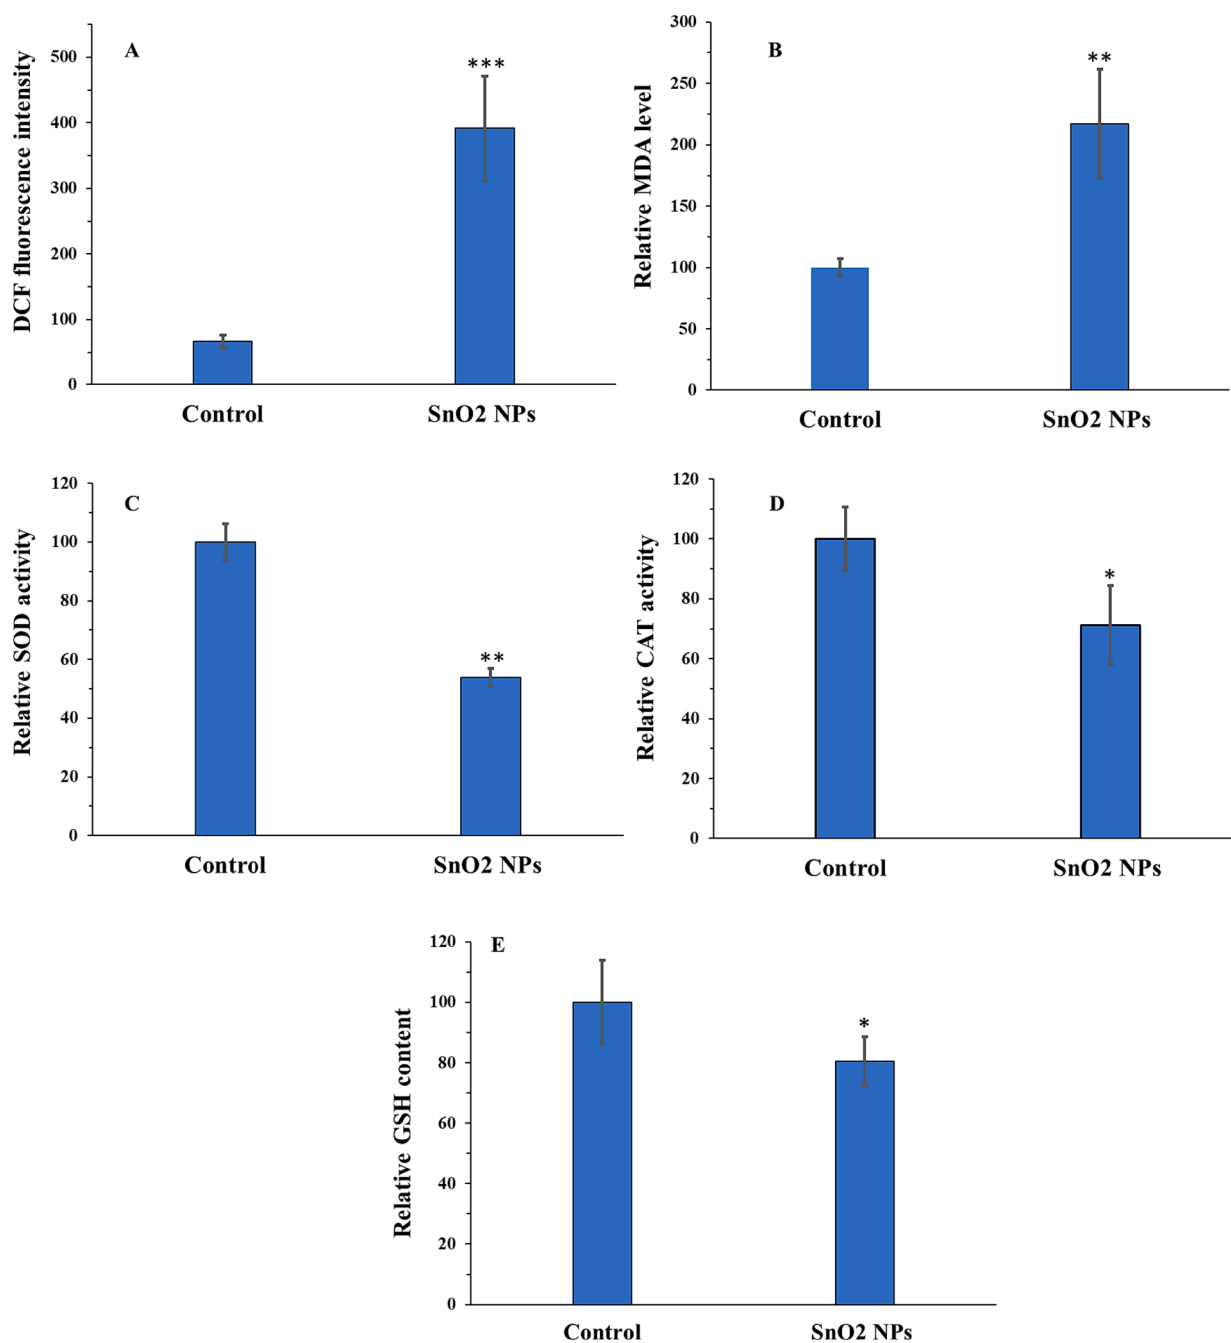 A
DCF fluorescence intensity
500
400
300
200
100
0
***
Control
SnO2 NPs
B
Relative MDA level
300
250
200
150
100
50
0
**
Control
SnO2 NPs
C
Relative SOD activity
120
100
80
60
40
20
0
**
Control
SnO2 NPs
D
Relative CAT activity
120
100
80
60
40
20
0
*
Control
SnO2 NPs
E
Relative GSH content
120
100
80
60
40
20
0
*
Control
SnO2 NPs